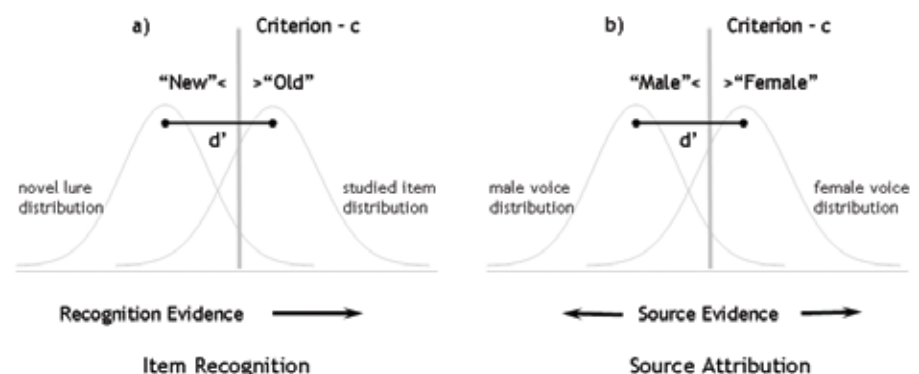 a)
Criterion - c
“New”<
>“Old”
d’
novel lure
distribution
studied item
distribution
Recognition Evidence
Item Recognition
b)
Criterion - c
“Male”<
>“Female”
d’
male voice
distribution
female voice
distribution
Source Evidence
Source Attribution